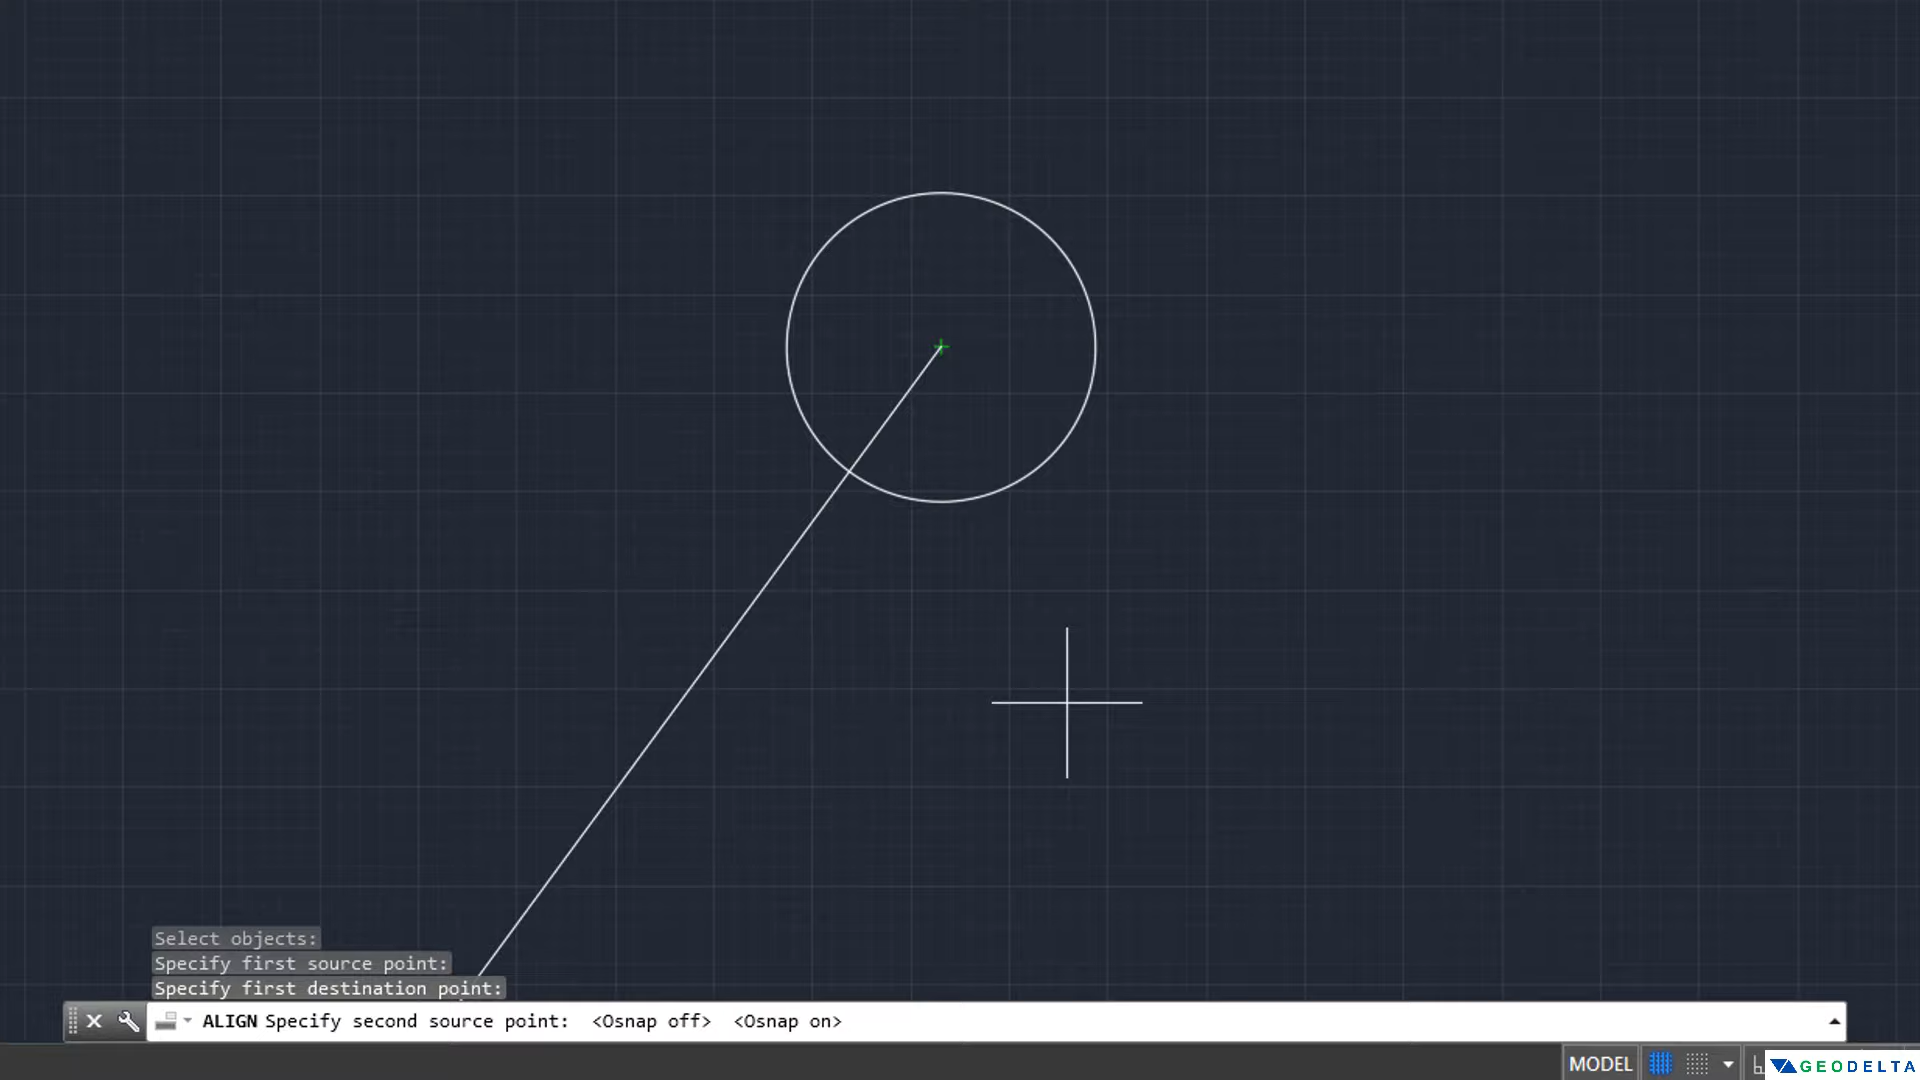 Select objects:
Specify first source point:
Specify first destination point:
ALIGN Specify second source point: <Osnap off> <Osnap on>
MODEL
GEODELTA